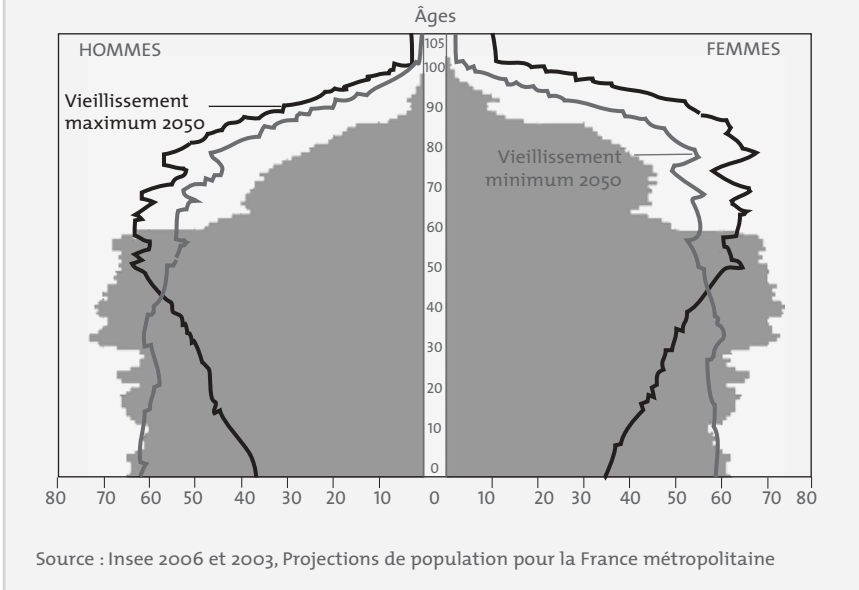 Âges
HOMMES
FEMMES
105
100
90
80
70
60
50
40
30
20
10
0
Vieillissement
maximum 2050
Vieillissement
minimum 2050
80 70 60 50 40 30 20 10 0 10 20 30 40 50 60 70 80
Source : Insee 2006 et 2003, Projections de population pour la France métropolitaine